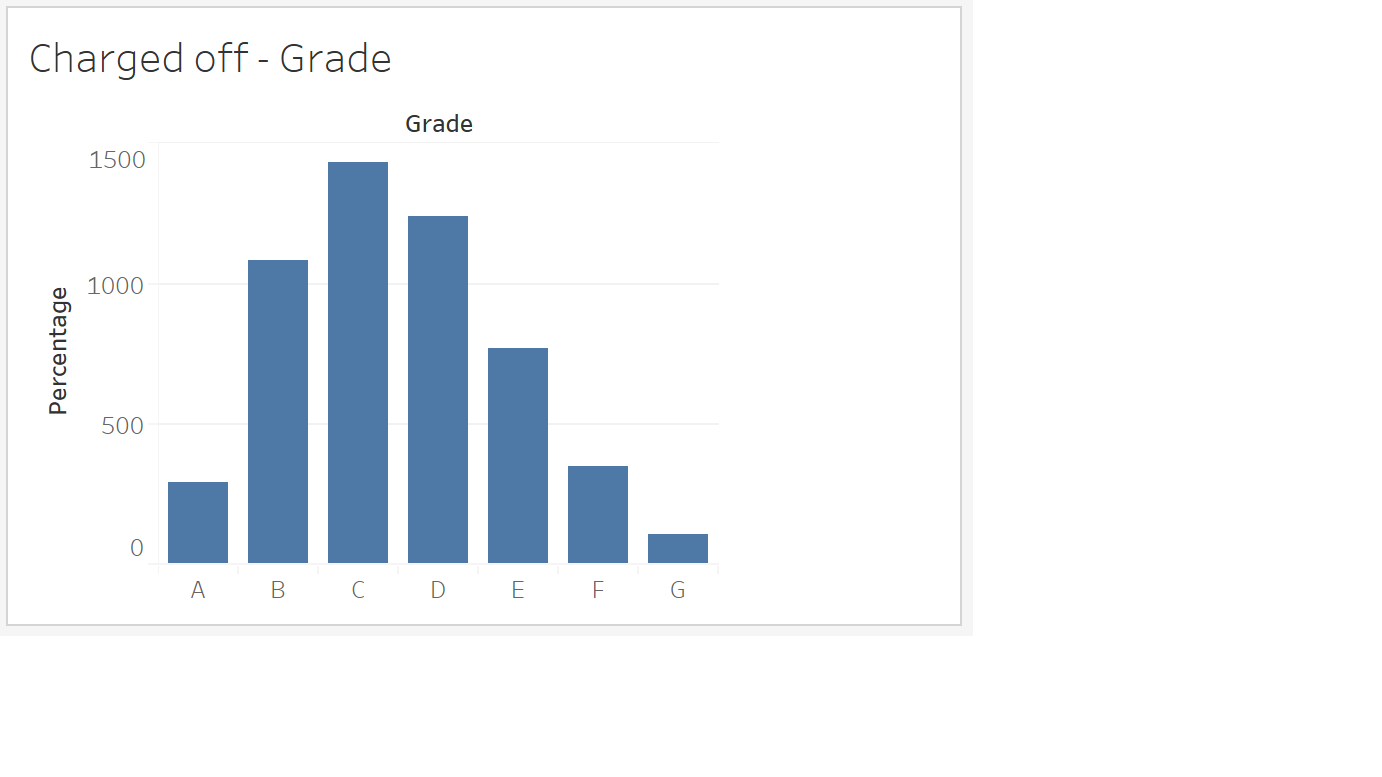 Charged off - Grade
Grade
1500
1000
500
0
Percentage
A B C D E F G